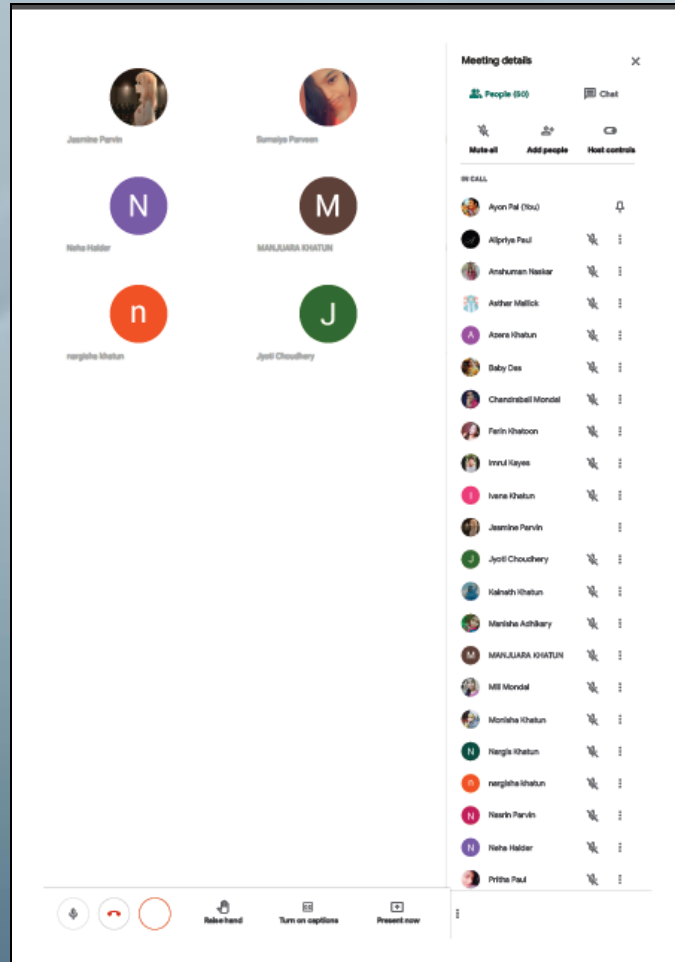 Meeting details
People (50)
Chat
Mute all
Add people
Host controls
IN CALL
Ayon Pal (You)
Alipriya Paul
Anshuman Naskar
Asthar Mallick
A
Azera Khatun
Baby Das
Chandrabali Mondal
Farin Khatoon
Imrul Kayes
I
Ivana Khatun
Jasmine Parvin
J
Jyoti Choudhery
Kainath Khatun
Manisha Adhikary
M
MANJUARA KHATUN
Mili Mondal
Monisha Khatun
N
Nargis Khatun
n
nargisha khatun
N
Nasrin Parvin
N
Neha Halder
Pritha Paul
Jasmine Parvin
Sumaiya Parveen
N
Neha Halder
M
MANJUARA KHATUN
n
nargisha khatun
J
Jyoti Choudhery
Raise hand
Turn on captions
Present now